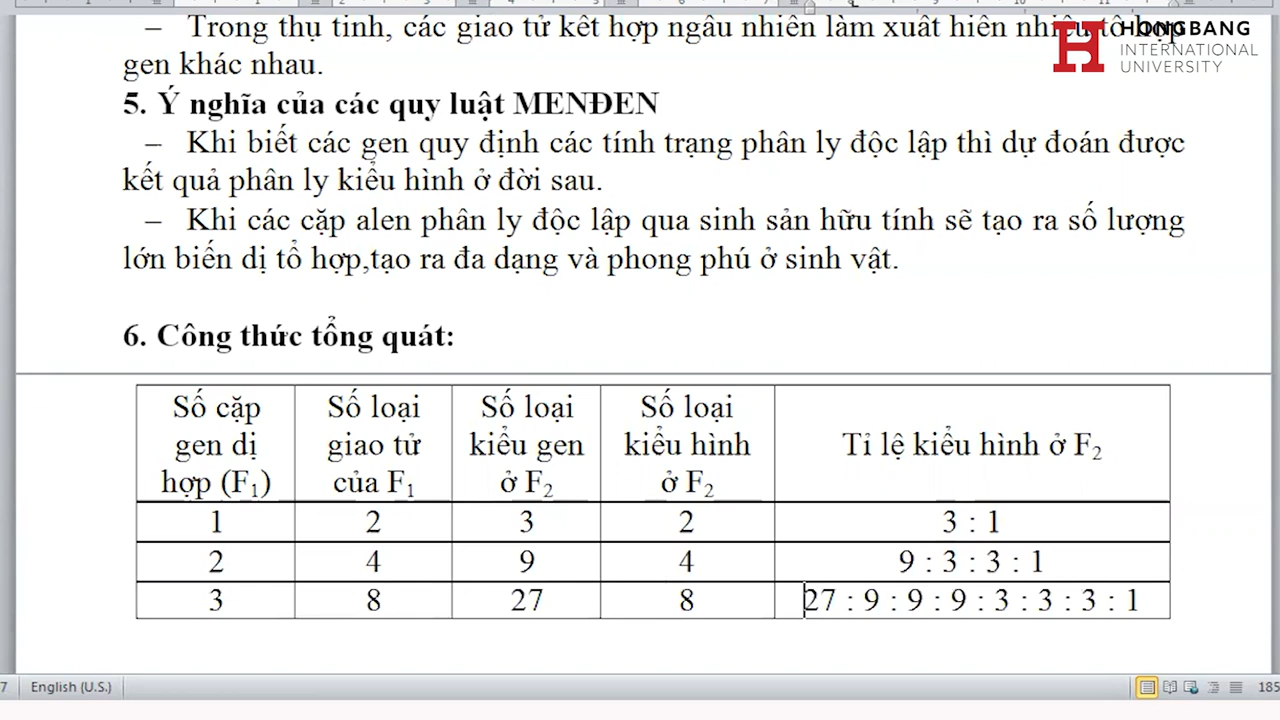 – Trong thụ tinh, các giao tử kết hợp ngẫu nhiên làm xuất hiện nhiều tổ hợp
gen khác nhau.
HONGBANG
INTERNATIONAL
UNIVERSITY
5. Ý nghĩa của các quy luật MENĐEN
– Khi biết các gen quy định các tính trạng phân ly độc lập thì dự đoán được
kết quả phân ly kiểu hình ở đời sau.
– Khi các cặp alen phân ly độc lập qua sinh sản hữu tính sẽ tạo ra số lượng
lớn biến dị tổ hợp,tạo ra đa dạng và phong phú ở sinh vật.
6. Công thức tổng quát:
Số cặp gen dị hợp (F₁) Số loại giao tử của F₁ Số loại kiểu gen ở F₂ Số loại kiểu hình ở F₂ Tỉ lệ kiểu hình ở F₂
1 2 3 2 3 : 1
2 4 9 4 9 : 3 : 3 : 1
3 8 27 8 27 : 9 : 9 : 9 : 3 : 3 : 3 : 1
7 English (U.S.) 185